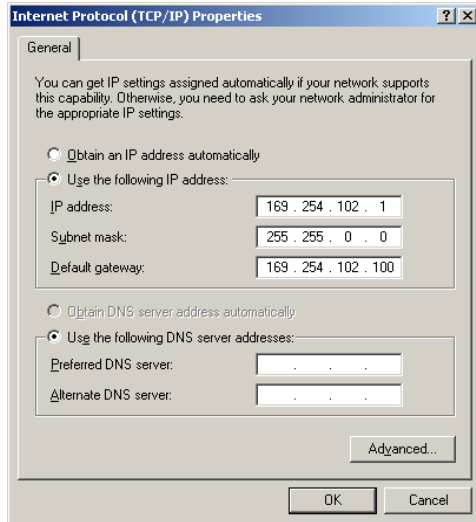 Internet Protocol (TCP/IP) Properties
General
You can get IP settings assigned automatically if your network supports
this capability. Otherwise, you need to ask your network administrator for
the appropriate IP settings.
Obtain an IP address automatically
Use the following IP address:
IP address: 169 . 254 . 102 . 1
Subnet mask: 255 . 255 . 0 . 0
Default gateway: 169 . 254 . 102 . 100
Obtain DNS server address automatically
Use the following DNS server addresses:
Preferred DNS server: . . .
Alternate DNS server: . . .
Advanced...
OK Cancel